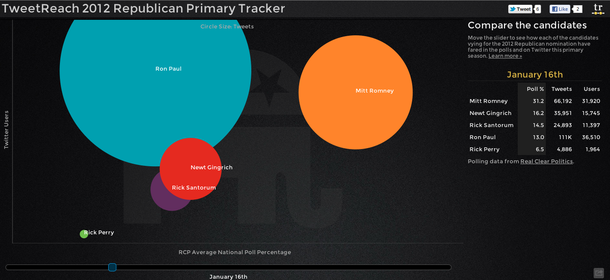 TweetReach 2012 Republican Primary Tracker
Tweet 8
Like 2
tr
Circle Size: Tweets
Compare the candidates
Move the slider to see how each of the candidates
vying for the 2012 Republican nomination have
fared in the polls and on Twitter this primary
season. Learn more »
Ron Paul
Mitt Romney
Newt Gingrich
Rick Santorum
Rick Perry
Twitter Users
RCP Average National Poll Percentage
January 16th
January 16th
Poll % Tweets Users
Mitt Romney 31.2 66,192 31,920
Newt Gingrich 16.2 35,951 15,745
Rick Santorum 14.5 24,893 11,397
Ron Paul 13.0 111K 36,510
Rick Perry 6.5 4,886 1,964
Polling data from Real Clear Politics.